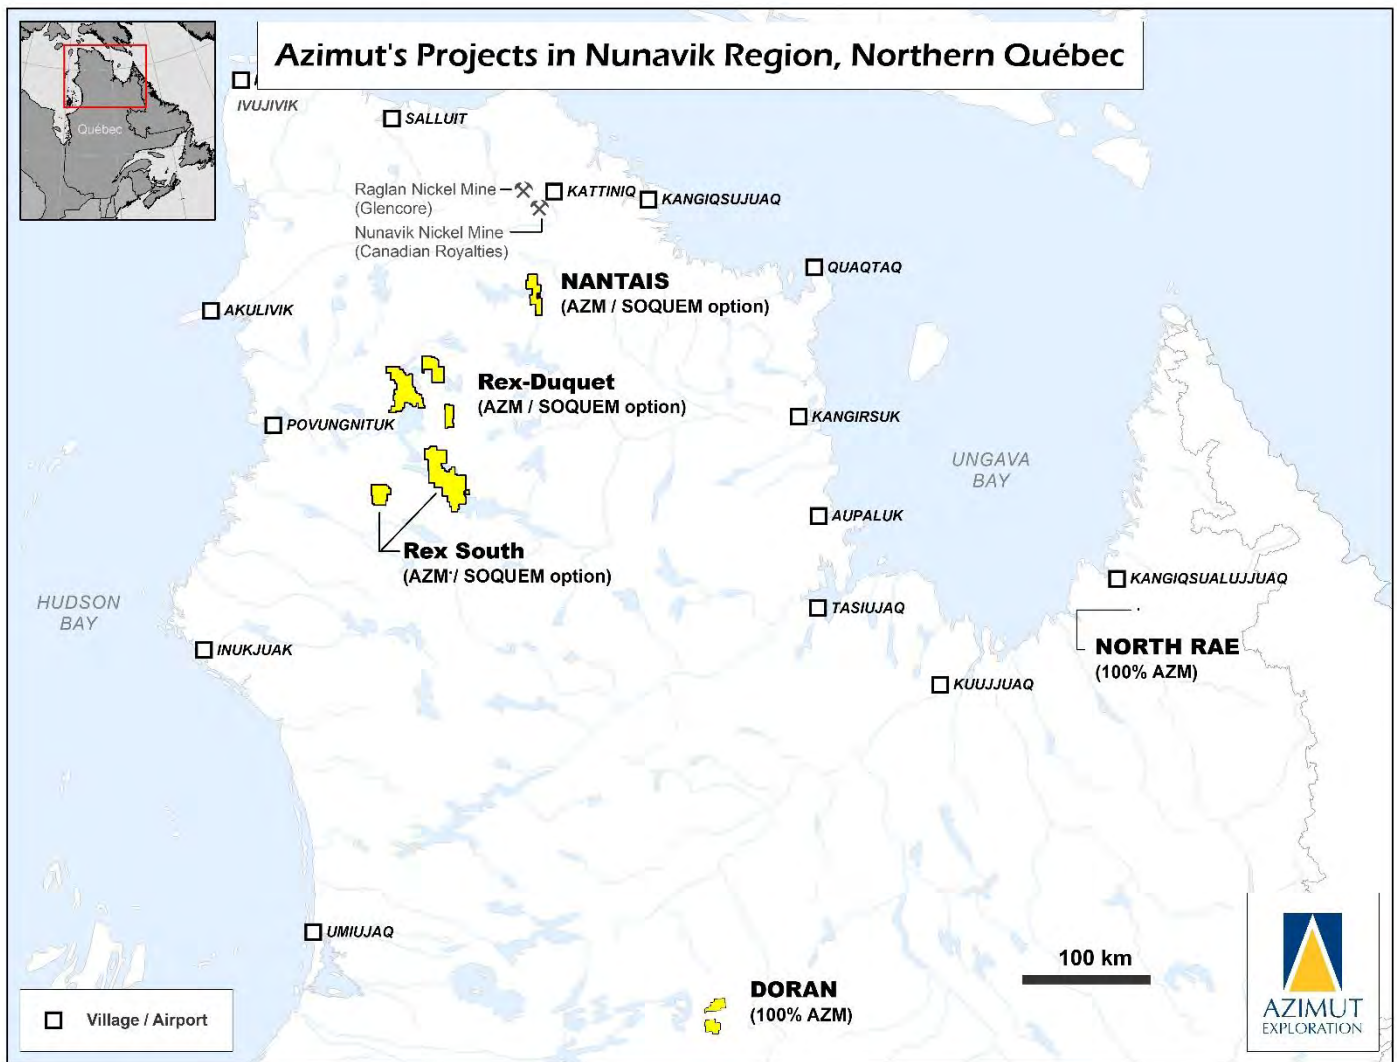 Azimut's Projects in Nunavik Region, Northern Québec
Québec
IVUJIVIK
SALLUIT
Raglan Nickel Mine
(Glencore)
KATTINIQ
KANGIQSUJUAQ
Nunavik Nickel Mine
(Canadian Royalties)
QUAQTAQ
NANTAIS
(AZM / SOQUEM option)
AKULIVIK
Rex-Duquet
(AZM / SOQUEM option)
POVUNGNITUK
KANGIRSUK
UNGAVA
BAY
AUPALUK
Rex South
(AZM / SOQUEM option)
KANGIQSUALUJJUAQ
HUDSON
BAY
TASIUJAQ
INUKJUAK
NORTH RAE
(100% AZM)
KUUJJUAQ
UMIUJAQ
100 km
DORAN
(100% AZM)
Village / Airport
AZIMUT
EXPLORATION